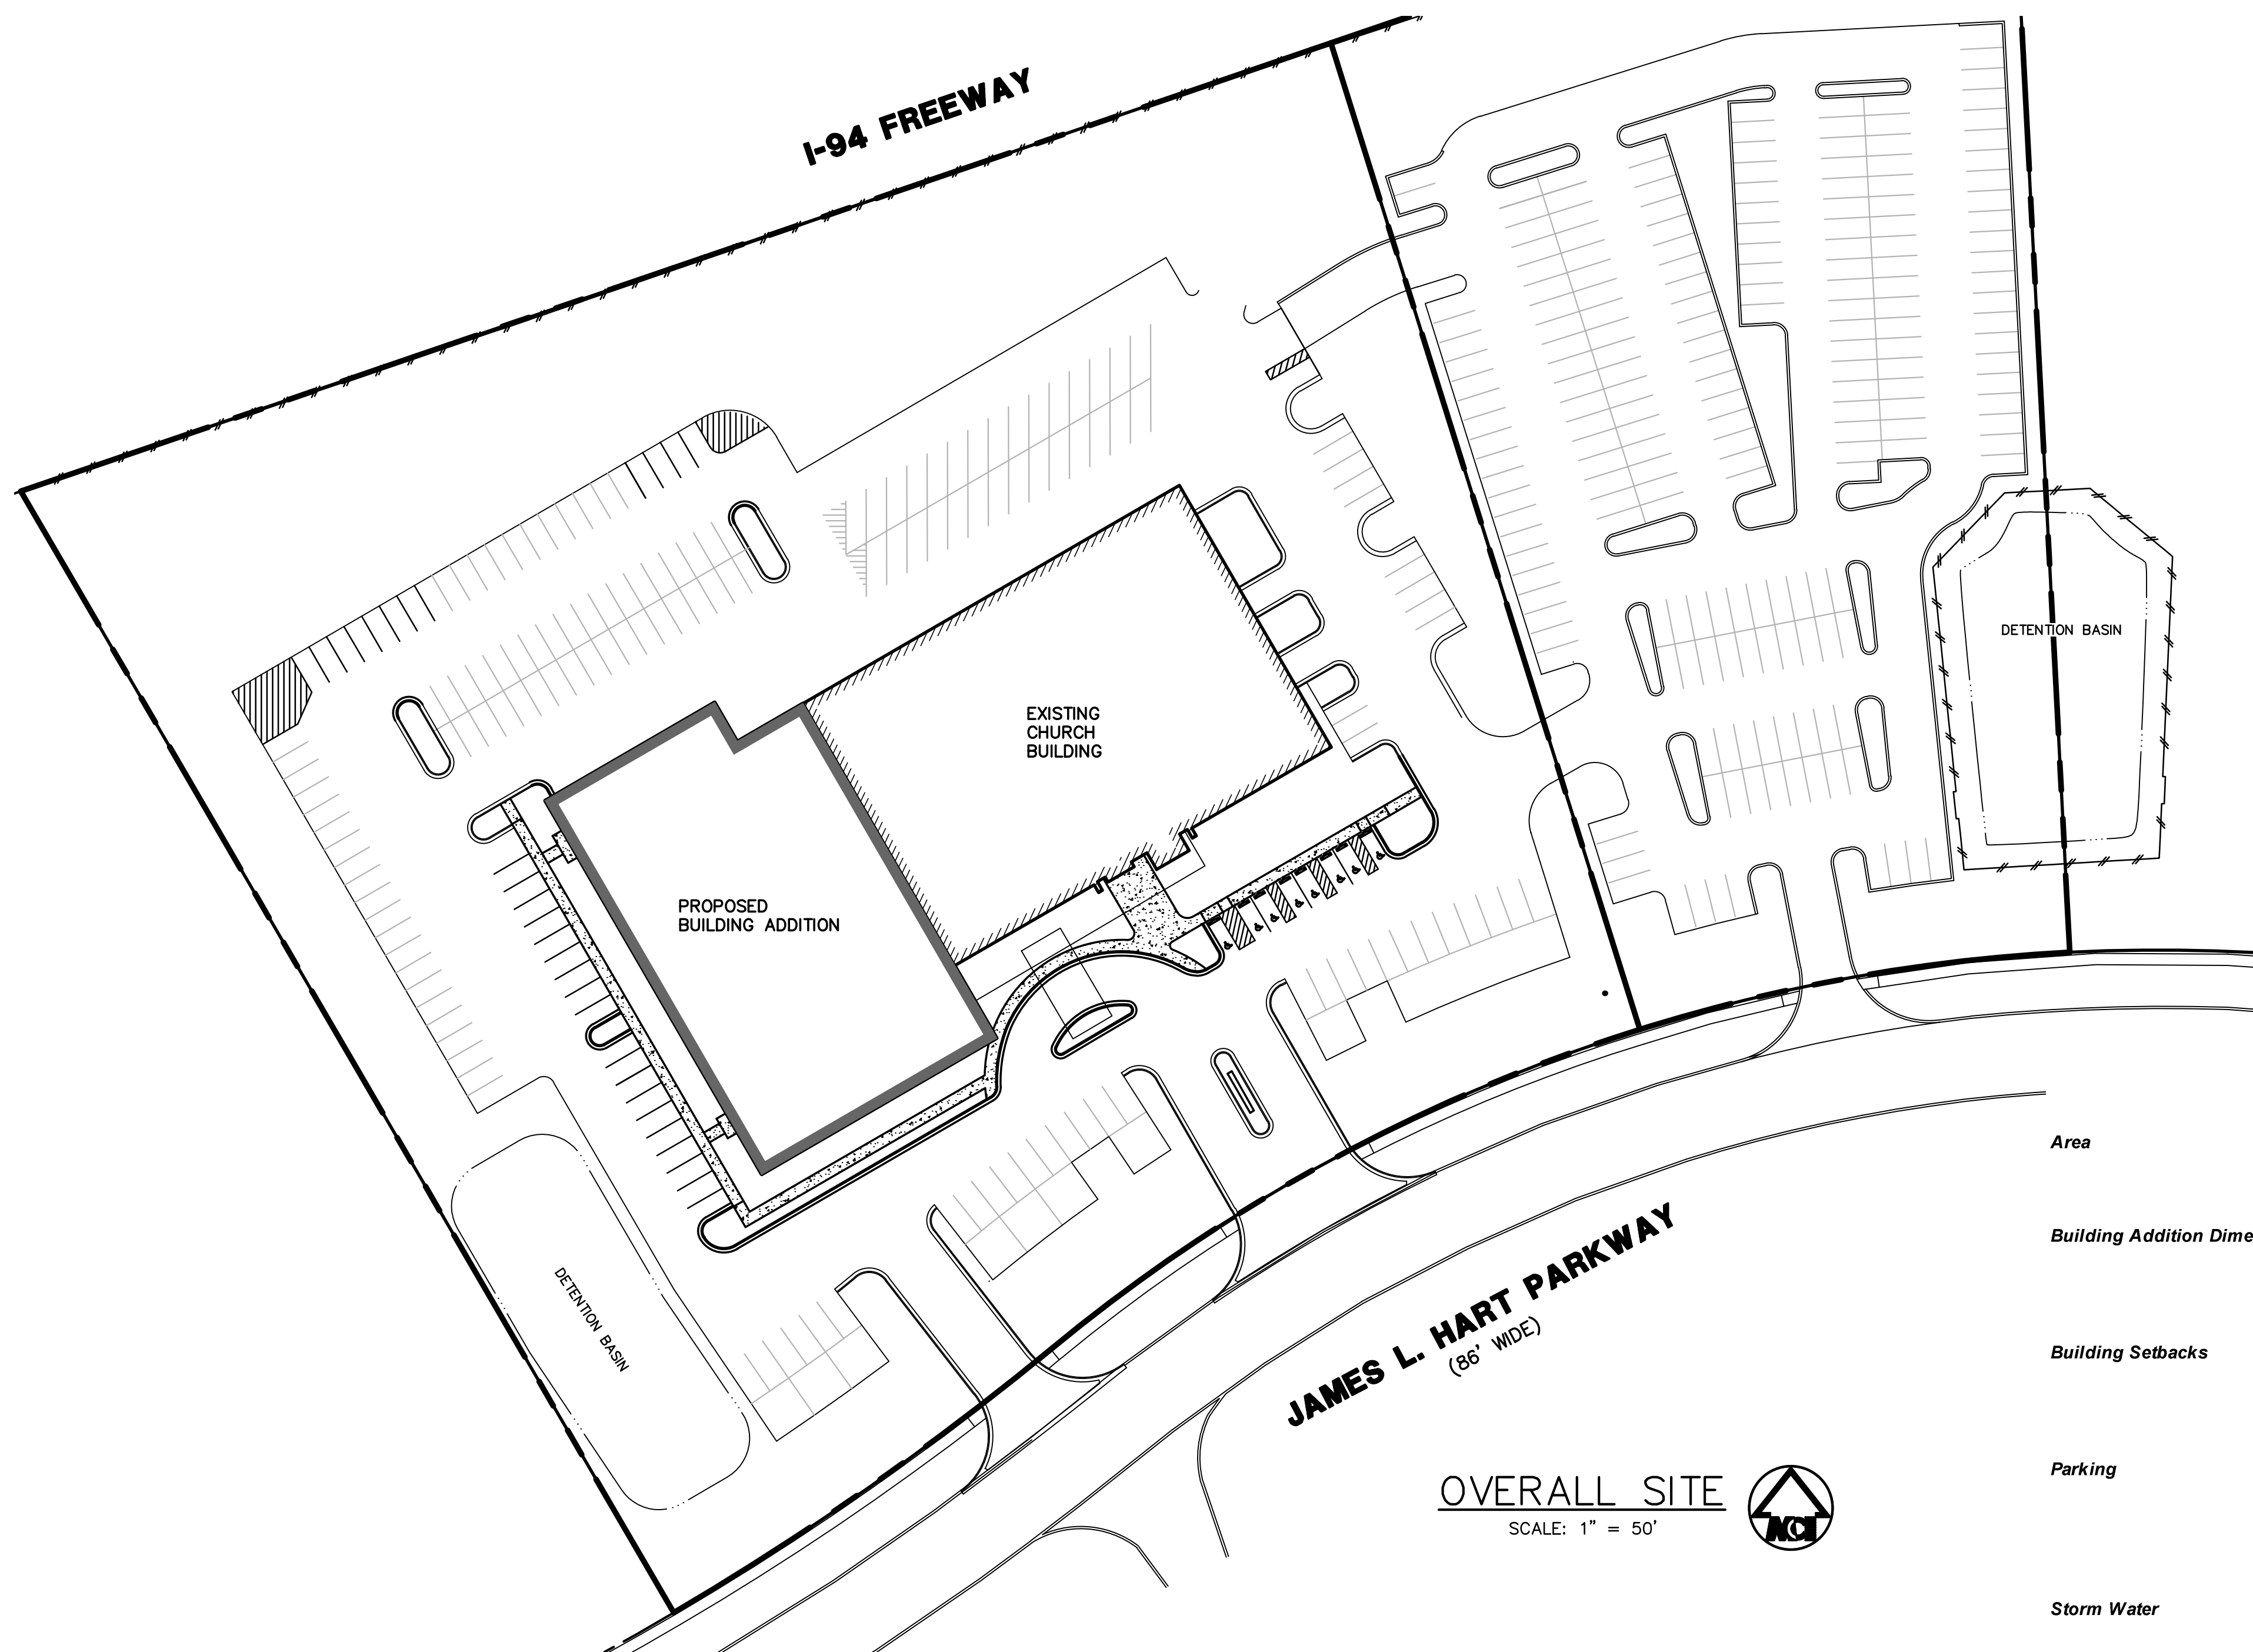 I-94 FREEWAY
DETENTION BASIN
EXISTING
CHURCH
BUILDING
PROPOSED
BUILDING ADDITION
DETENTION BASIN
JAMES L. HART PARKWAY
(86' WIDE)
OVERALL SITE
SCALE: 1" = 50'
Area
Building Addition Dime
Building Setbacks
Parking
Storm Water